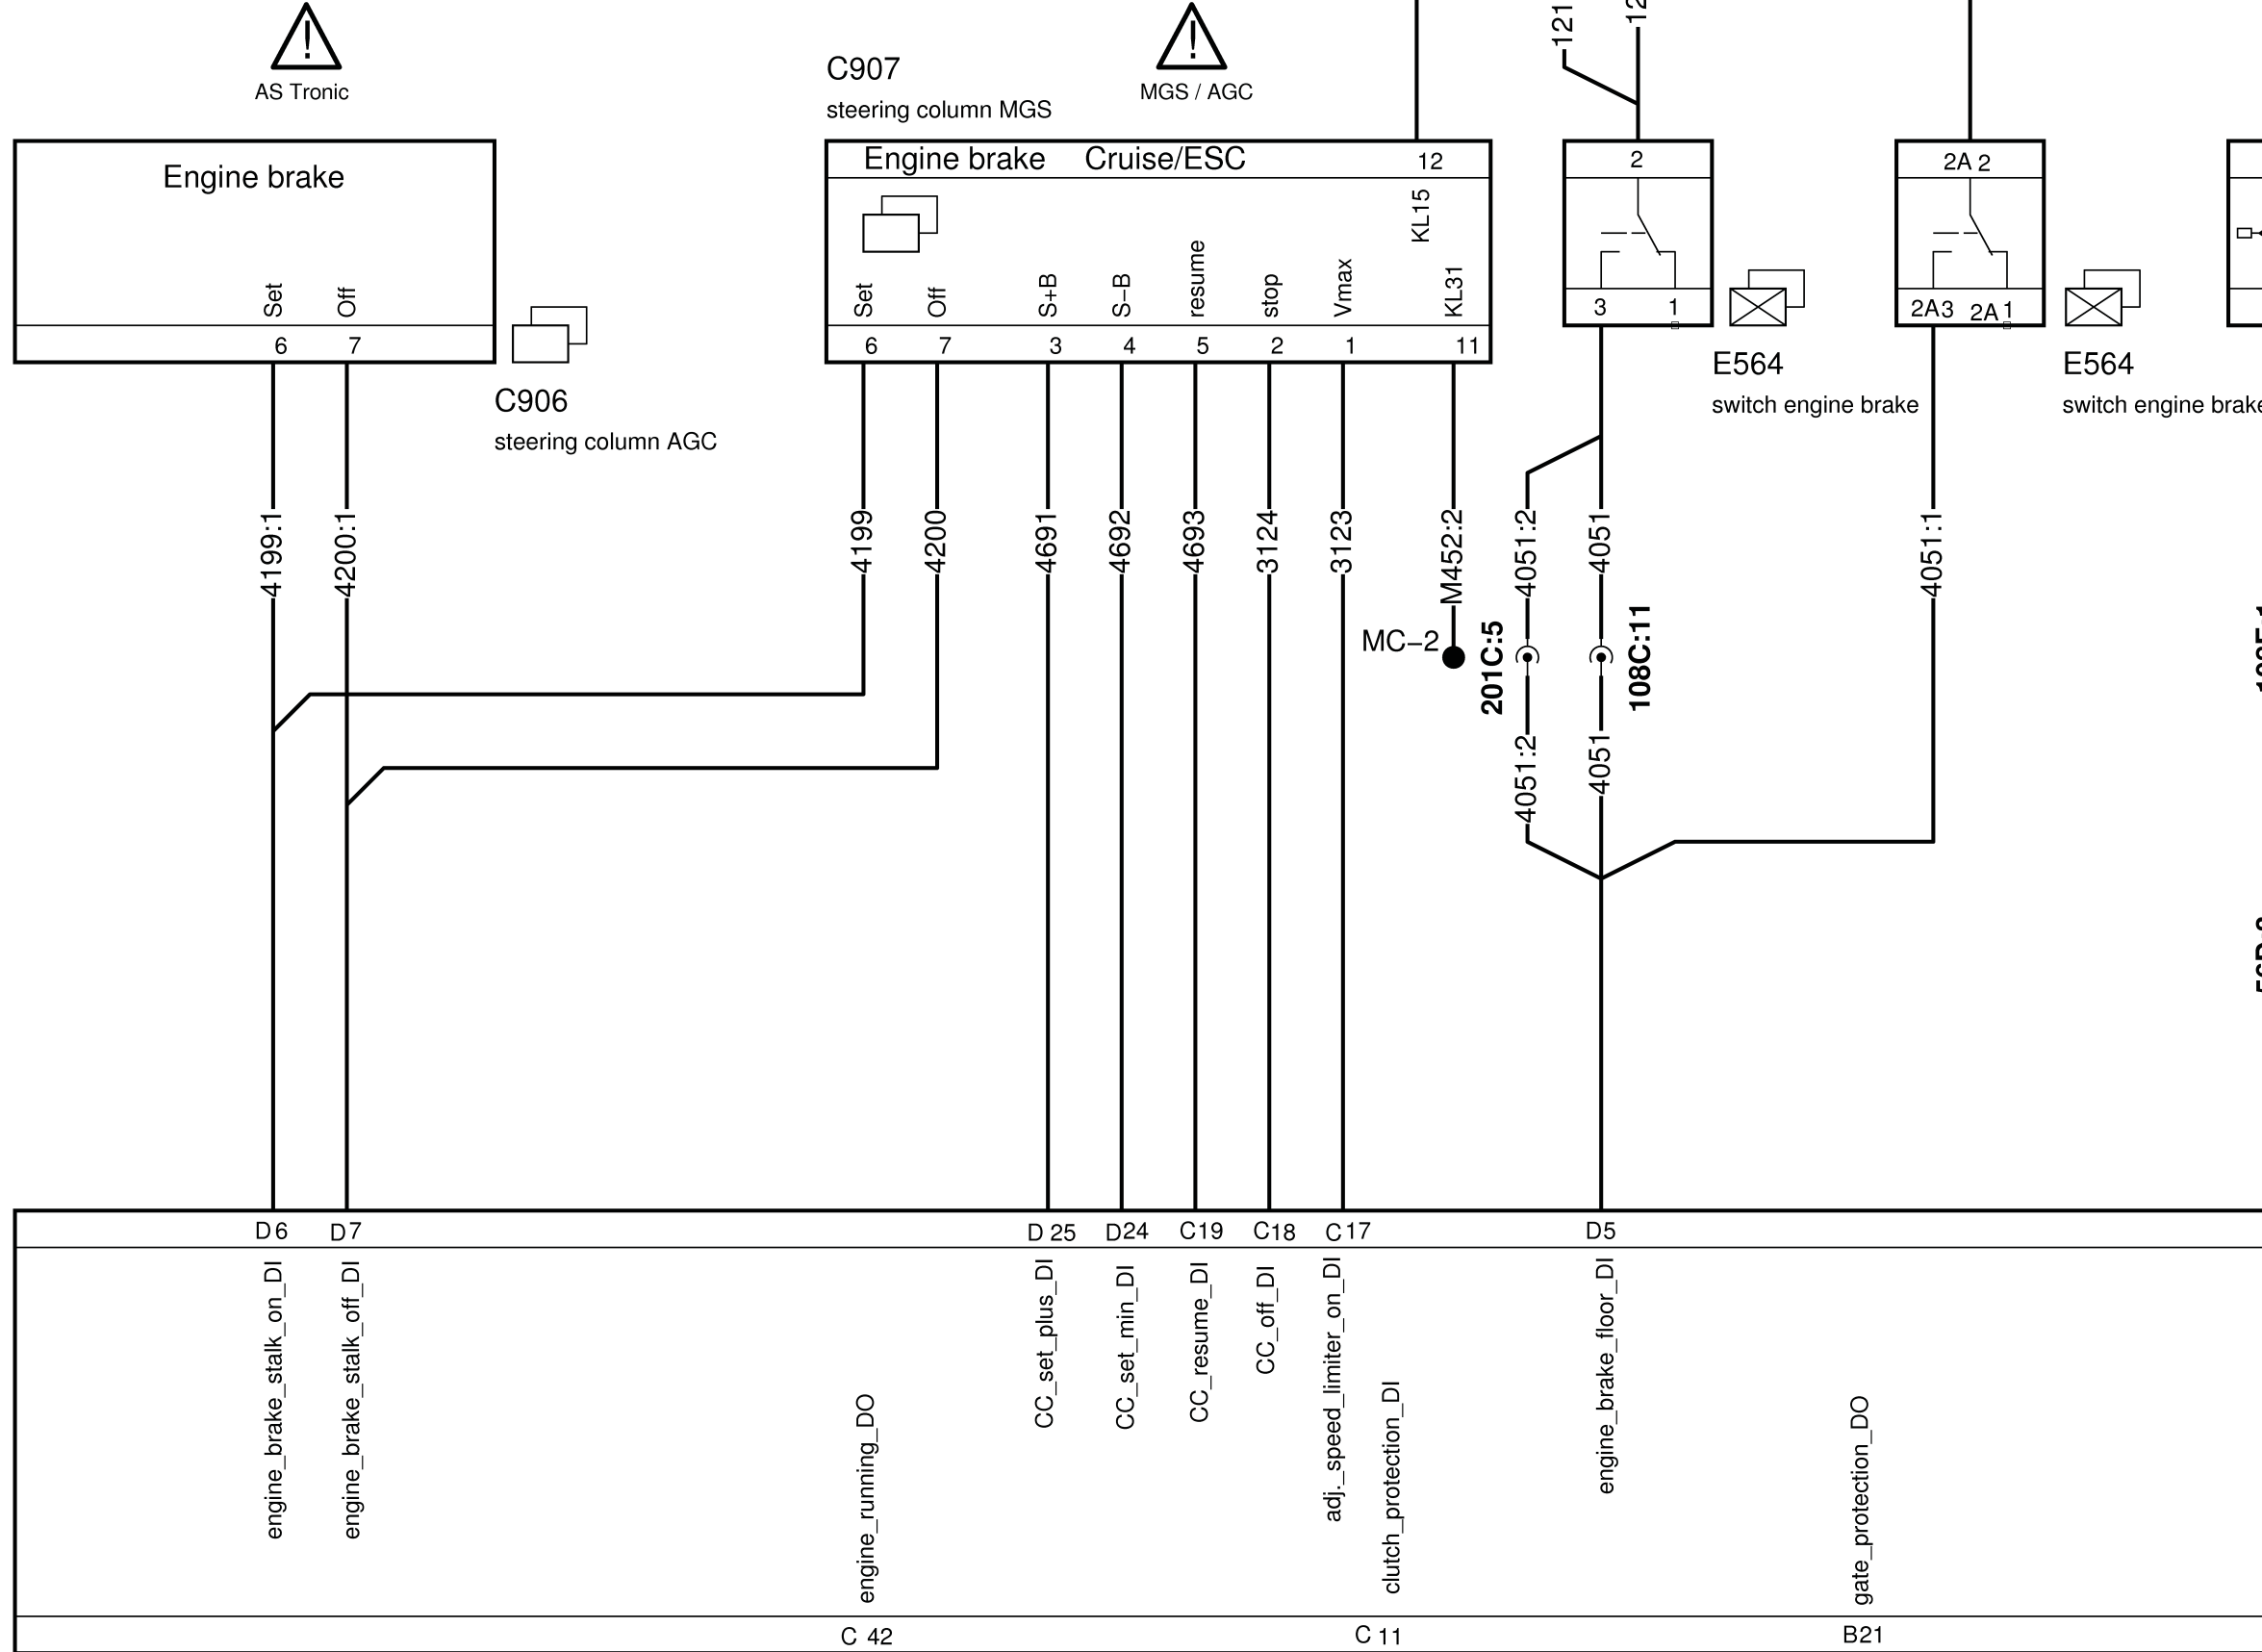 AS Tronic
C907
steering column MGS
MGS / AGC
121
Engine brake
Set
Off
6
7
C906
steering column AGC
Engine brake Cruise/ESC 12
KL15
Set
Off
S+B
S−B
resume
stop
Vmax
KL31
6
7
3
4
5
2
1
11
2
3
1
E564
switch engine brake
2A 2
2A3
2A1
E564
switch engine brake
4199:1
4200:1
4199
4200
4691
4692
4693
3124
3123
M452:2
4051:2
4051
4051:1
MC−2
201C:5
108C:11
4051:2
4051
D 6
D 7
D 25
D24
C19
C18
C 17
D5
engine_brake_stalk_on_DI
engine_brake_stalk_off_DI
engine_running_DO
CC_set_plus_DI
CC_set_min_DI
CC_resume_DI
CC_off_DI
adj._speed_limiter_on_DI
clutch_protection_DI
engine_brake_floor_DI
gate_protection_DO
C 42
C 11
B21